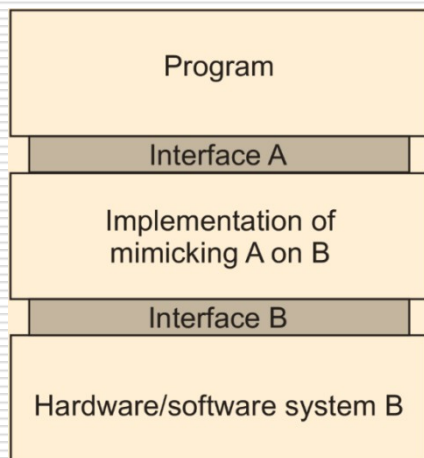 Program
Interface A
Implementation of
mimicking A on B
Interface B
Hardware/software system B